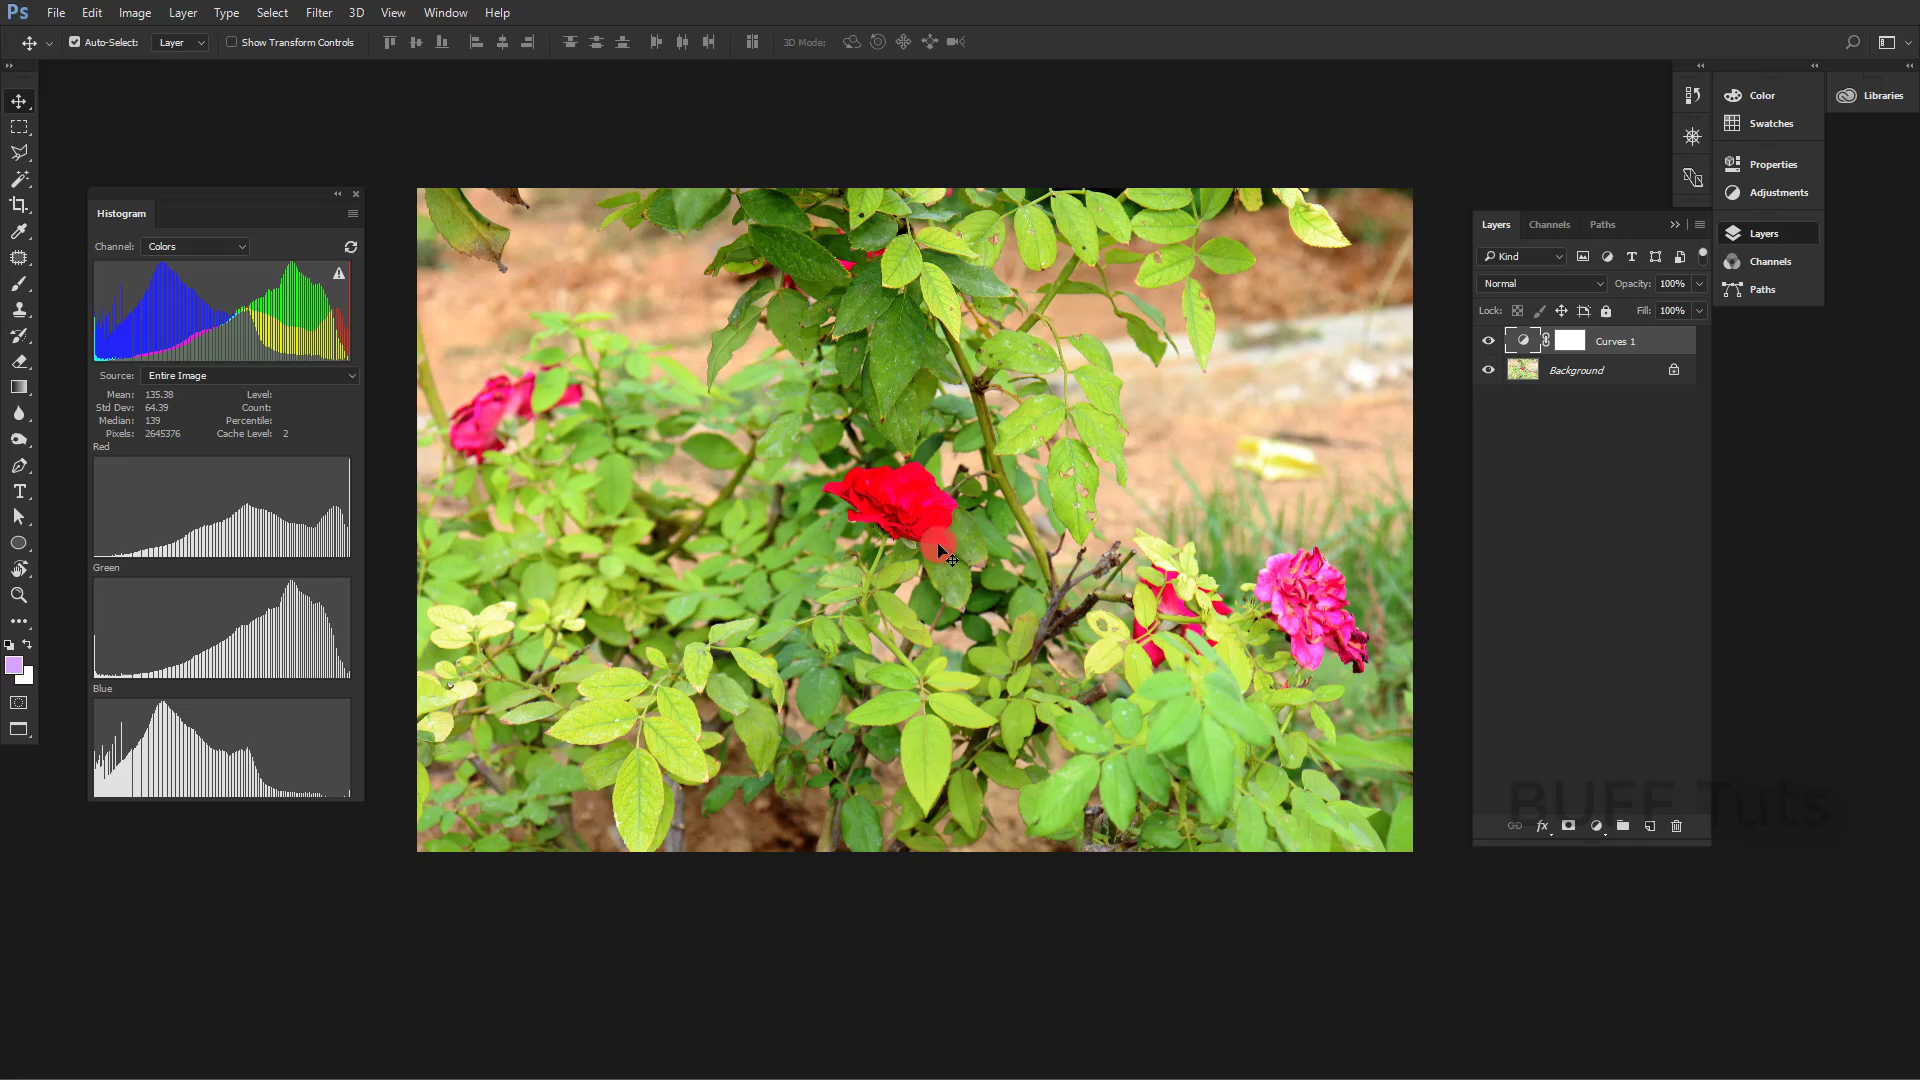 Ps File Edit Image Layer Type Select Filter 3D View Window Help
Auto-Select: Layer Show Transform Controls 3D Mode:
Color
Libraries
Swatches
Properties
Adjustments
Layers
Channels
Paths
Histogram
Channel: Colors
Source: Entire Image
Mean: 135.38 Level:
Std Dev: 64.39 Count:
Median: 139 Percentile:
Pixels: 2645376 Cache Level: 2
Red
Green
Blue
Layers Channels Paths
Kind
Normal Opacity: 100%
Lock: Fill: 100%
Curves 1
Background
BUFF Tuts
fx